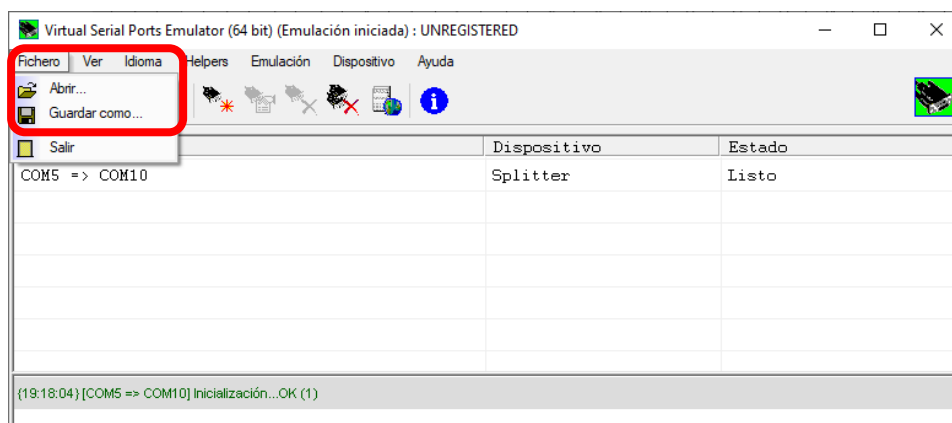 Virtual Serial Ports Emulator (64 bit) (Emulación iniciada) : UNREGISTERED
Fichero Ver Idioma Helpers Emulación Dispositivo Ayuda
Abrir...
Guardar como...
Salir
Dispositivo Estado
COM5 => COM10 Splitter Listo
{19:18:04}[COM5 => COM10] Inicialización...OK (1)